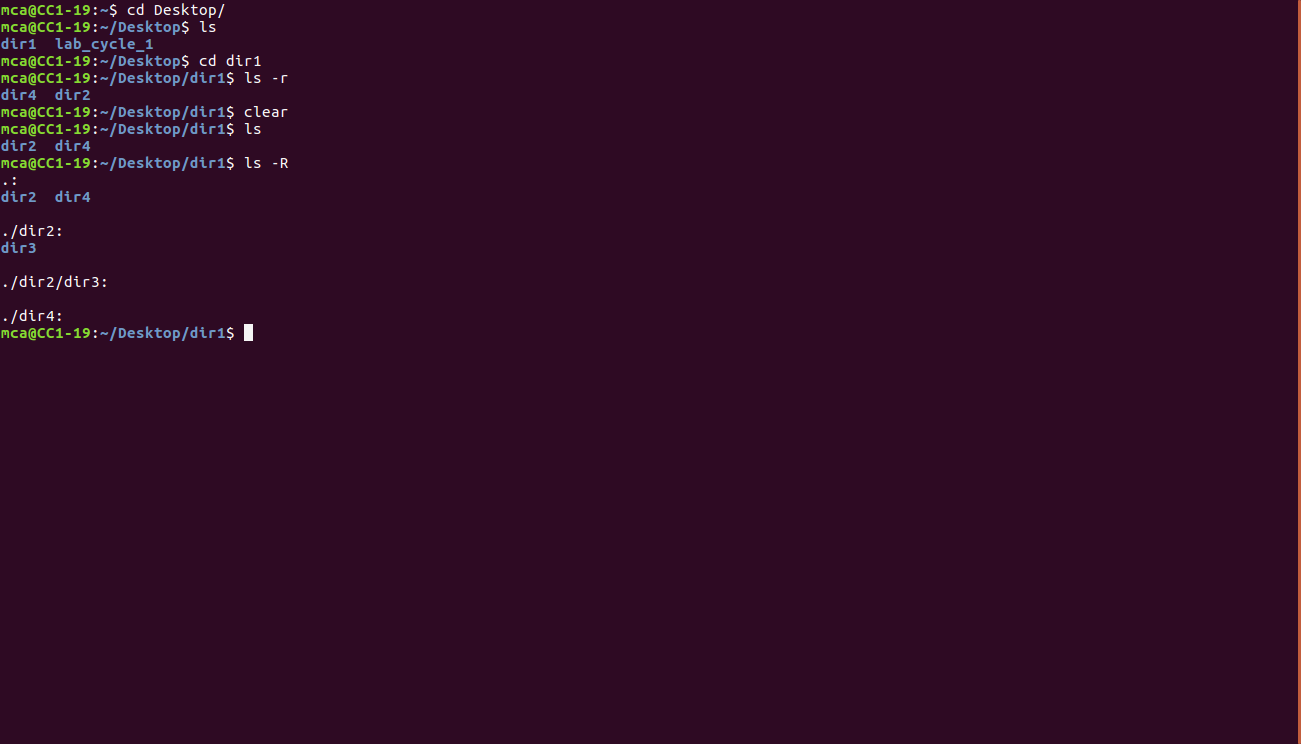 mca@CC1-19:~$ cd Desktop/
mca@CC1-19:~/Desktop$ ls
dir1  lab_cycle_1
mca@CC1-19:~/Desktop$ cd dir1
mca@CC1-19:~/Desktop/dir1$ ls -r
dir4  dir2
mca@CC1-19:~/Desktop/dir1$ clear
mca@CC1-19:~/Desktop/dir1$ ls
dir2  dir4
mca@CC1-19:~/Desktop/dir1$ ls -R
.:
dir2  dir4
./dir2:
dir3
./dir2/dir3:
./dir4:
mca@CC1-19:~/Desktop/dir1$